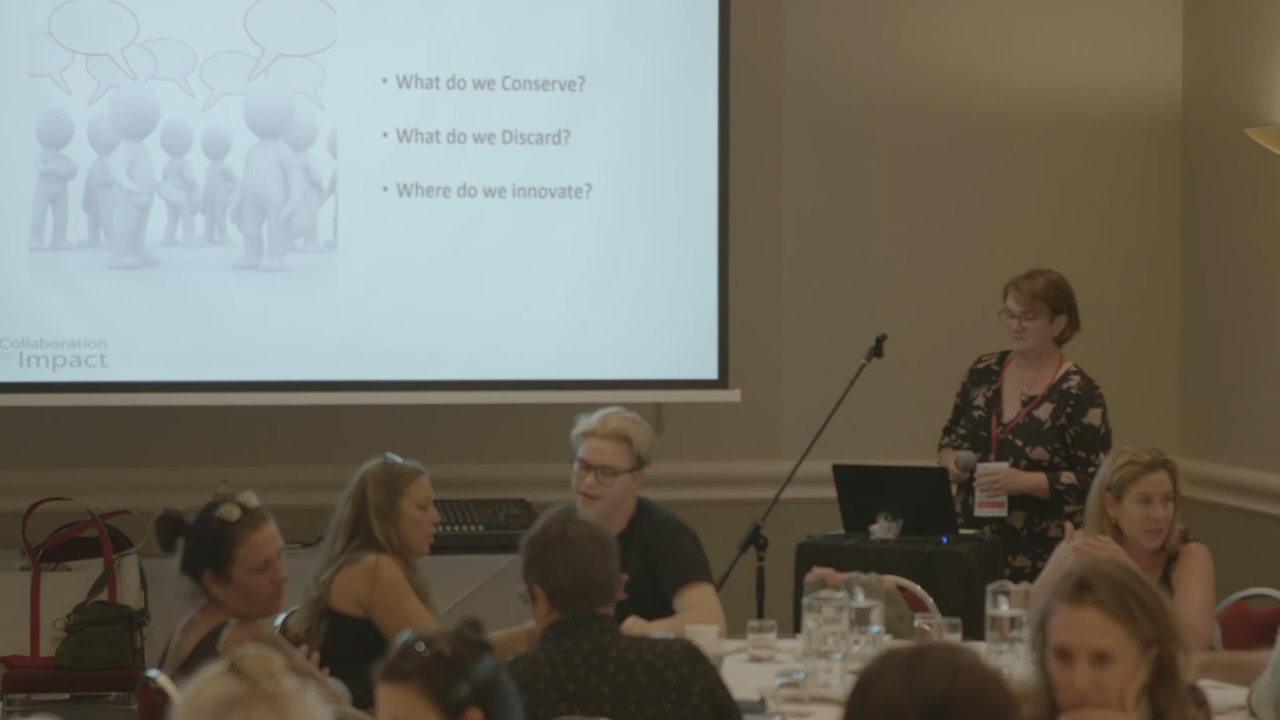 • What do we Conserve?
• What do we Discard?
• Where do we innovate?
Collaboration
Impact